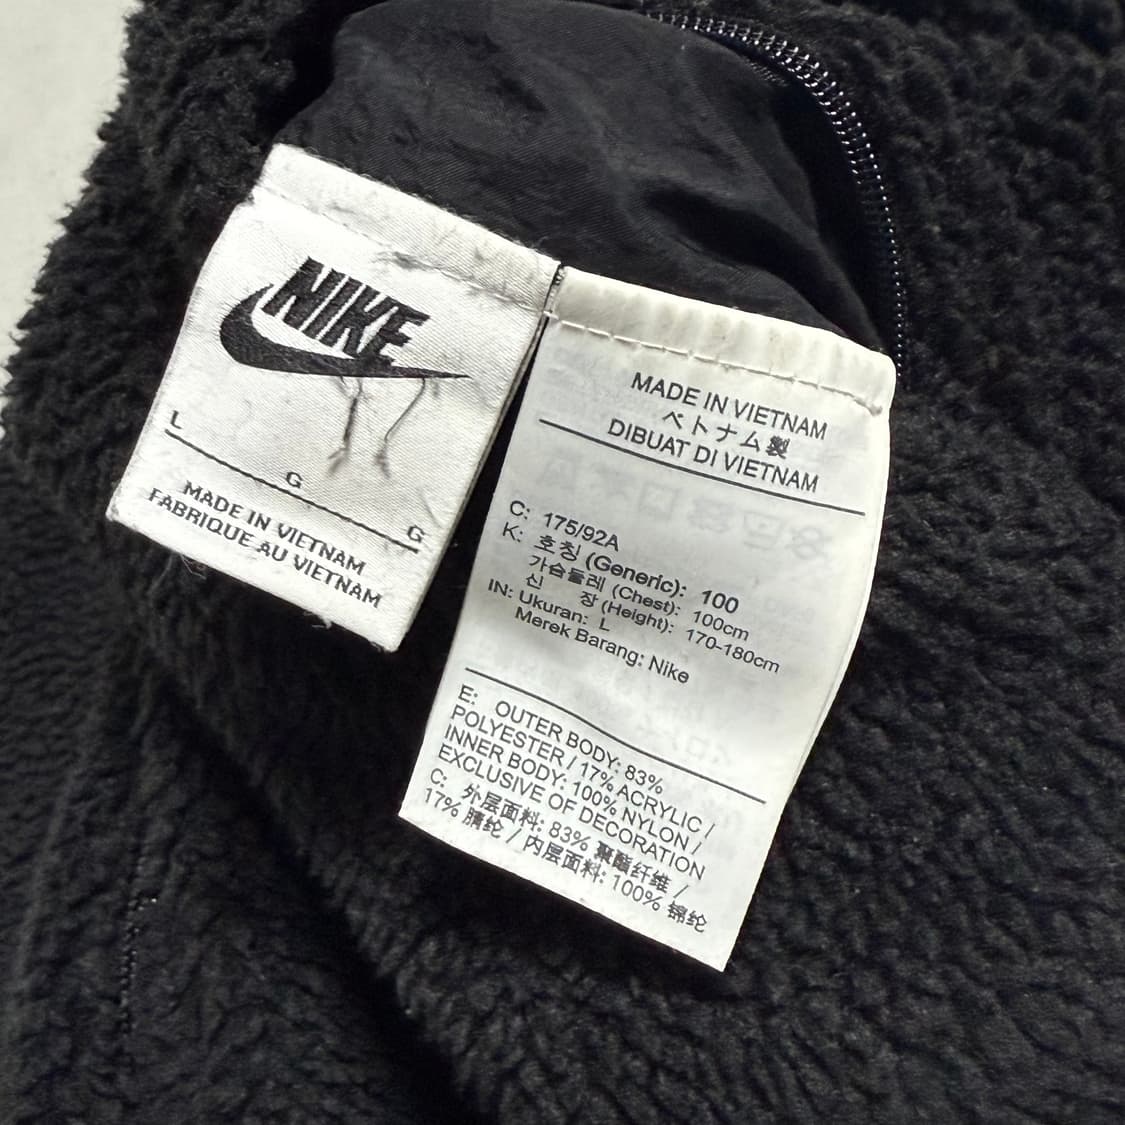 NIKE
L
G
G
MADE IN VIETNAM
FABRIQUE AU VIETNAM
MADE IN VIETNAM
ベトナム製
DIBUAT DI VIETNAM
C: 175/92A
K: 호칭 (Generic): 100
가슴둘레 (Chest): 100cm
신 장 (Height): 170-180cm
IN: Ukuran: L
Merek Barang: Nike
E: OUTER BODY: 83%
POLYESTER / 17% ACRYLIC /
INNER BODY: 100% NYLON /
EXCLUSIVE OF DECORATION
C: 外层面料: 83% 聚酯纤维 /
17% 腈纶 / 内层面料: 100% 锦纶